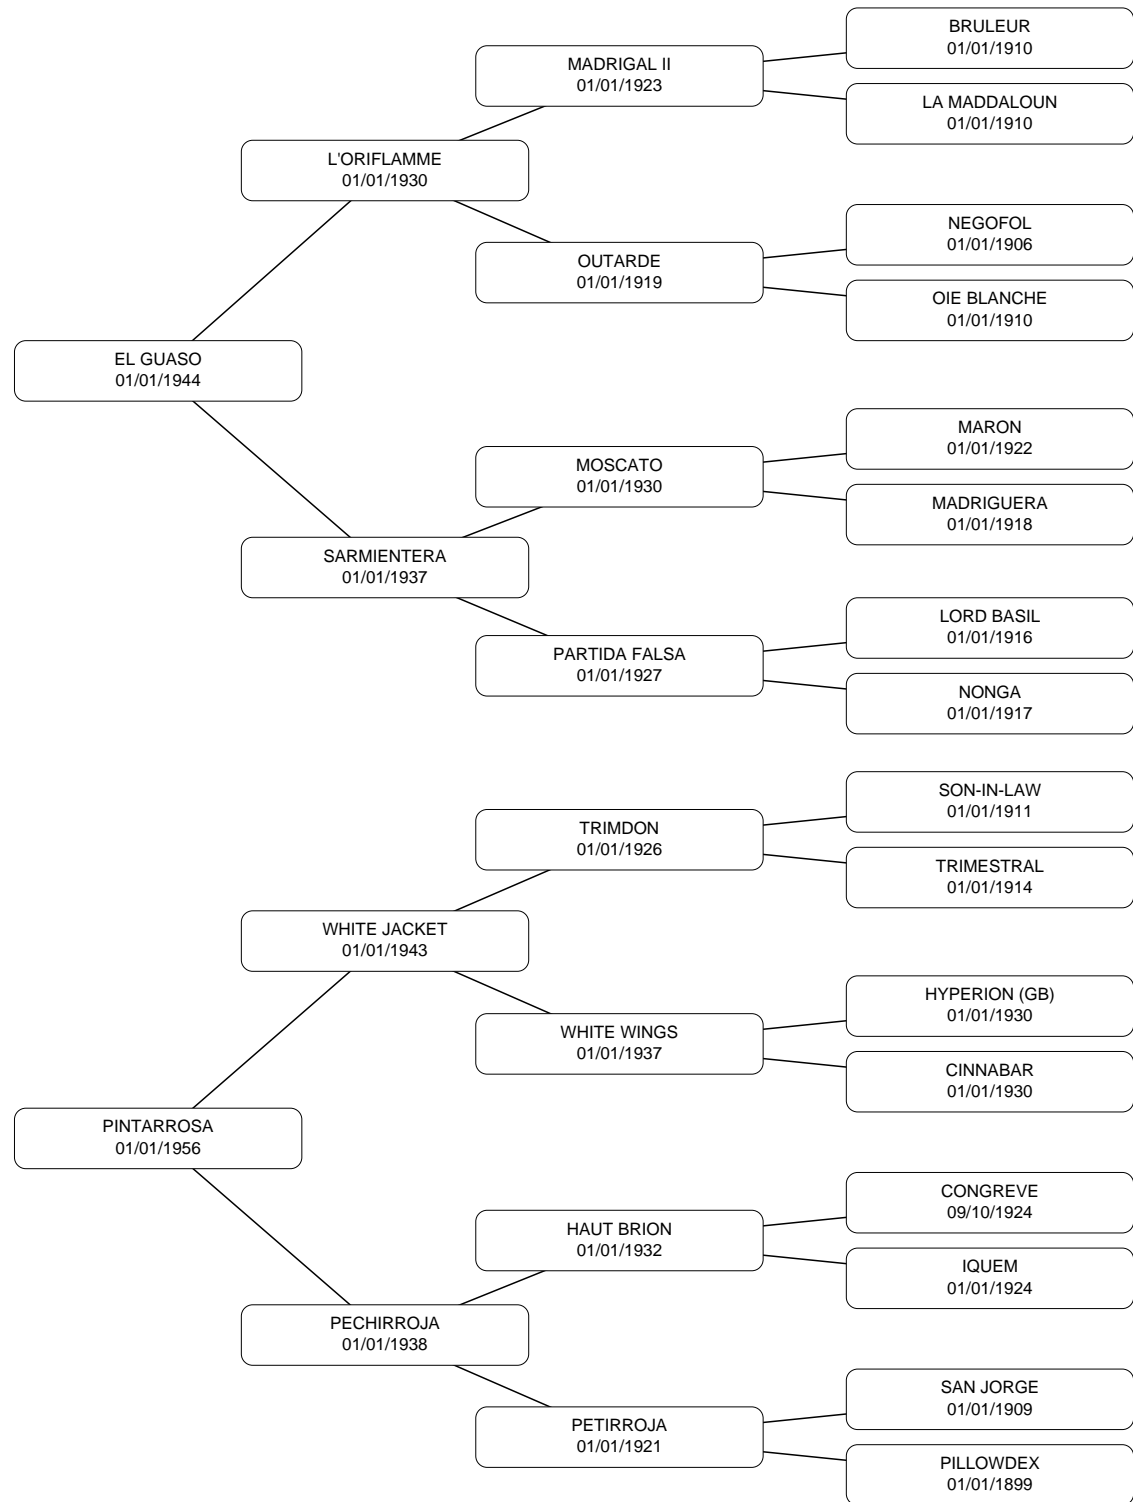 BRULEUR
01/01/1910
MADRIGAL II
01/01/1923
LA MADDALOUN
01/01/1910
L'ORIFLAMME
01/01/1930
NEGOFOL
01/01/1906
OUTARDE
01/01/1919
OIE BLANCHE
01/01/1910
EL GUASO
01/01/1944
MARON
01/01/1922
MOSCATO
01/01/1930
MADRIGUERA
01/01/1918
SARMIENTERA
01/01/1937
LORD BASIL
01/01/1916
PARTIDA FALSA
01/01/1927
NONGA
01/01/1917
SON-IN-LAW
01/01/1911
TRIMDON
01/01/1926
TRIMESTRAL
01/01/1914
WHITE JACKET
01/01/1943
HYPERION (GB)
01/01/1930
WHITE WINGS
01/01/1937
CINNABAR
01/01/1930
PINTARROSA
01/01/1956
CONGREVE
09/10/1924
HAUT BRION
01/01/1932
IQUEM
01/01/1924
PECHIRROJA
01/01/1938
SAN JORGE
01/01/1909
PETIRROJA
01/01/1921
PILLOWDEX
01/01/1899